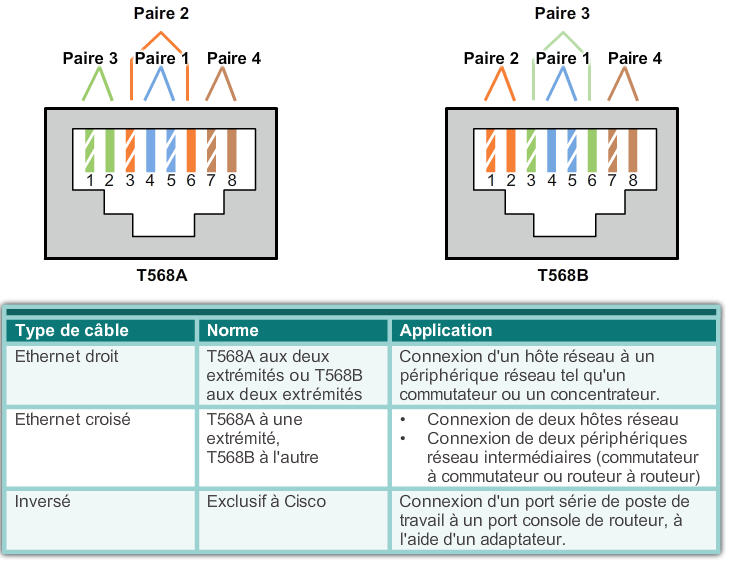 Paire 2
Paire 3 Paire 1 Paire 4
1 2 3 4 5 6 7 8
T568A
Paire 3
Paire 2 Paire 1 Paire 4
1 2 3 4 5 6 7 8
T568B
Type de câble Norme Application
Ethernet droit
T568A aux deux
extrémités ou T568B
aux deux extrémités
Connexion d'un hôte réseau à un
périphérique réseau tel qu'un
commutateur ou un concentrateur.
Ethernet croisé
T568A à une
extrémité,
T568B à l'autre
• Connexion de deux hôtes réseau
• Connexion de deux périphériques
réseau intermédiaires (commutateur
à commutateur ou routeur à routeur)
Inversé
Exclusif à Cisco
Connexion d'un port série de poste de
travail à un port console de routeur, à
l'aide d'un adaptateur.